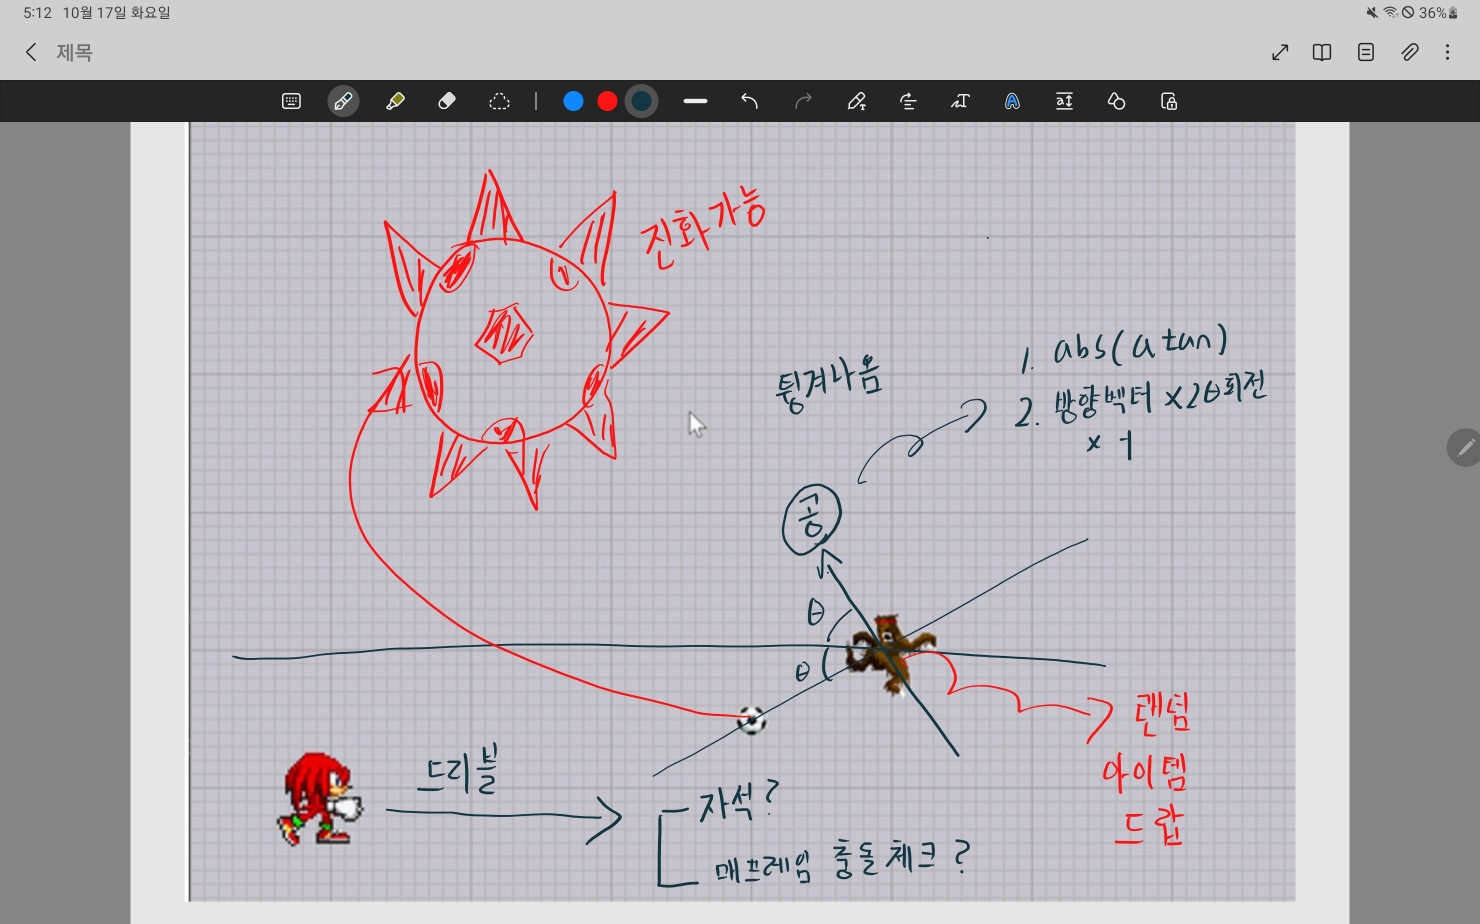 5:12 10월 17일 화요일
36%
제목
진화가능
튕겨나옴
1. abs(atan)
2. 방향벡터 x2θ회전
x -1
공
θ
θ
랜덤
아이템
드랍
드리블
자석?
매프레임 충돌체크?